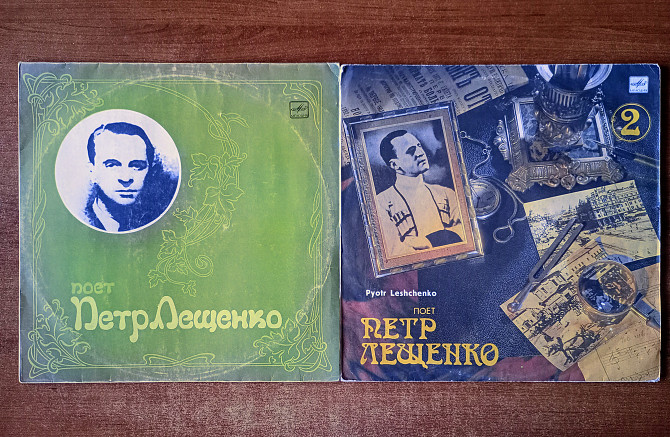 поет
Петр Лещенко
2
Pyotr Leshchenko
ПОЕТ
ПЕТР
ЛЕЩЕНКО